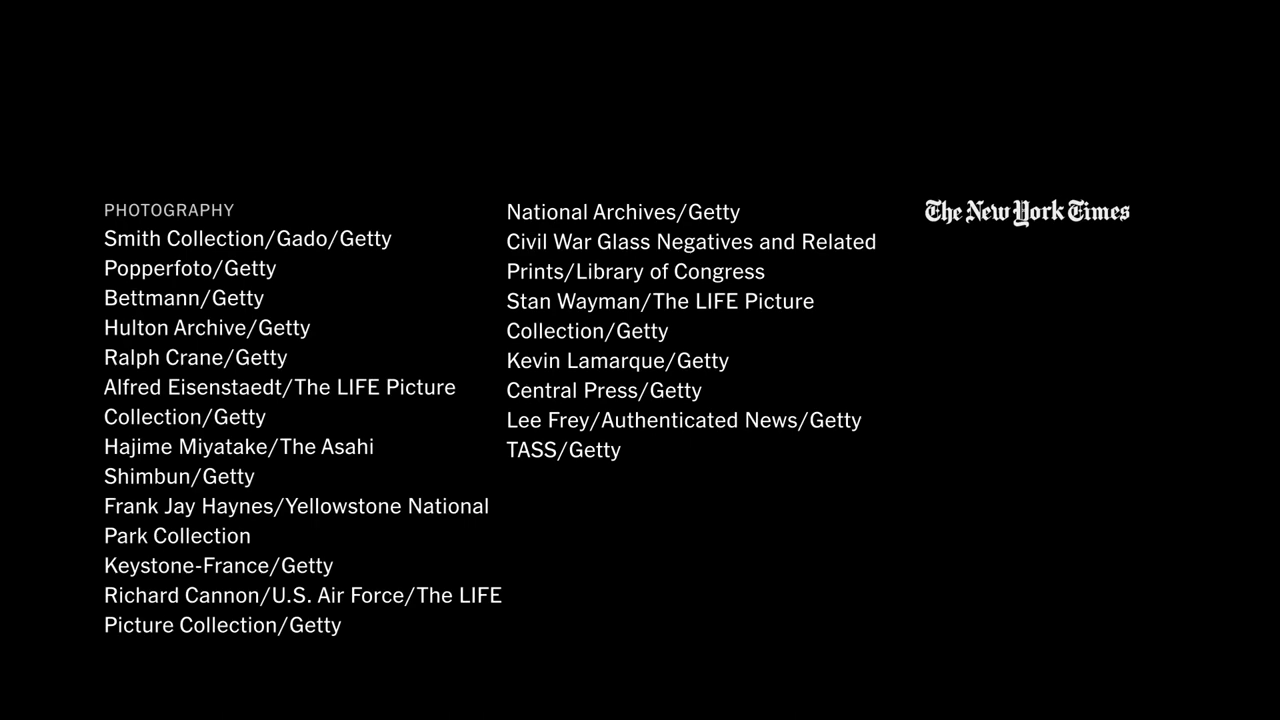 PHOTOGRAPHY
Smith Collection/Gado/Getty
Popperfoto/Getty
Bettmann/Getty
Hulton Archive/Getty
Ralph Crane/Getty
Alfred Eisenstaedt/The LIFE Picture
Collection/Getty
Hajime Miyatake/The Asahi
Shimbun/Getty
Frank Jay Haynes/Yellowstone National
Park Collection
Keystone-France/Getty
Richard Cannon/U.S. Air Force/The LIFE
Picture Collection/Getty
National Archives/Getty
Civil War Glass Negatives and Related
Prints/Library of Congress
Stan Wayman/The LIFE Picture
Collection/Getty
Kevin Lamarque/Getty
Central Press/Getty
Lee Frey/Authenticated News/Getty
TASS/Getty
The New York Times